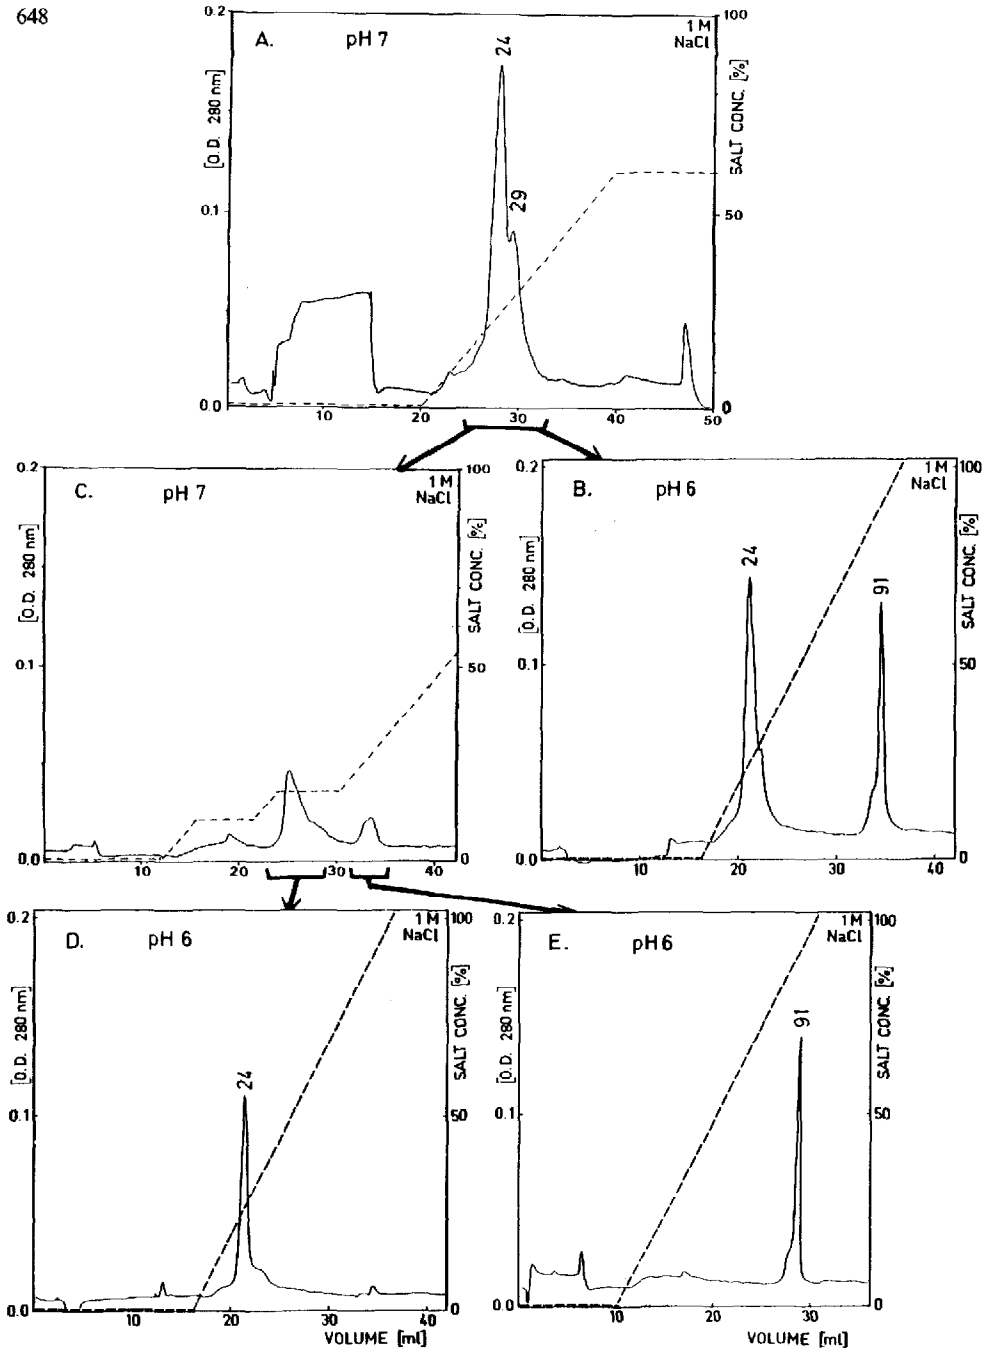 648
A. pH 7
1 M
NaCl
[O.D. 280 nm]
SALT CONC. [%]
24
29
0.2
0.1
0.0
100
50
0
10 20 30 40 50
C. pH 7
1 M
NaCl
[O.D. 280 nm]
SALT CONC. [%]
0.2
0.1
0.0
100
50
0
10 20 30 40
B. pH 6
1 M
NaCl
[O.D. 280 nm]
SALT CONC. [%]
24
91
0.1
0.0
100
50
0
10 20 30 40
D. pH 6
1 M
NaCl
[O.D. 280 nm]
SALT CONC. [%]
24
0.2
0.1
0.0
100
50
0
10 20 30 40
VOLUME [ml]
E. pH 6
1 M
NaCl
[O.D. 280 nm]
SALT CONC. [%]
91
0.2
0.1
0.0
100
50
0
10 20 30
VOLUME [ml]